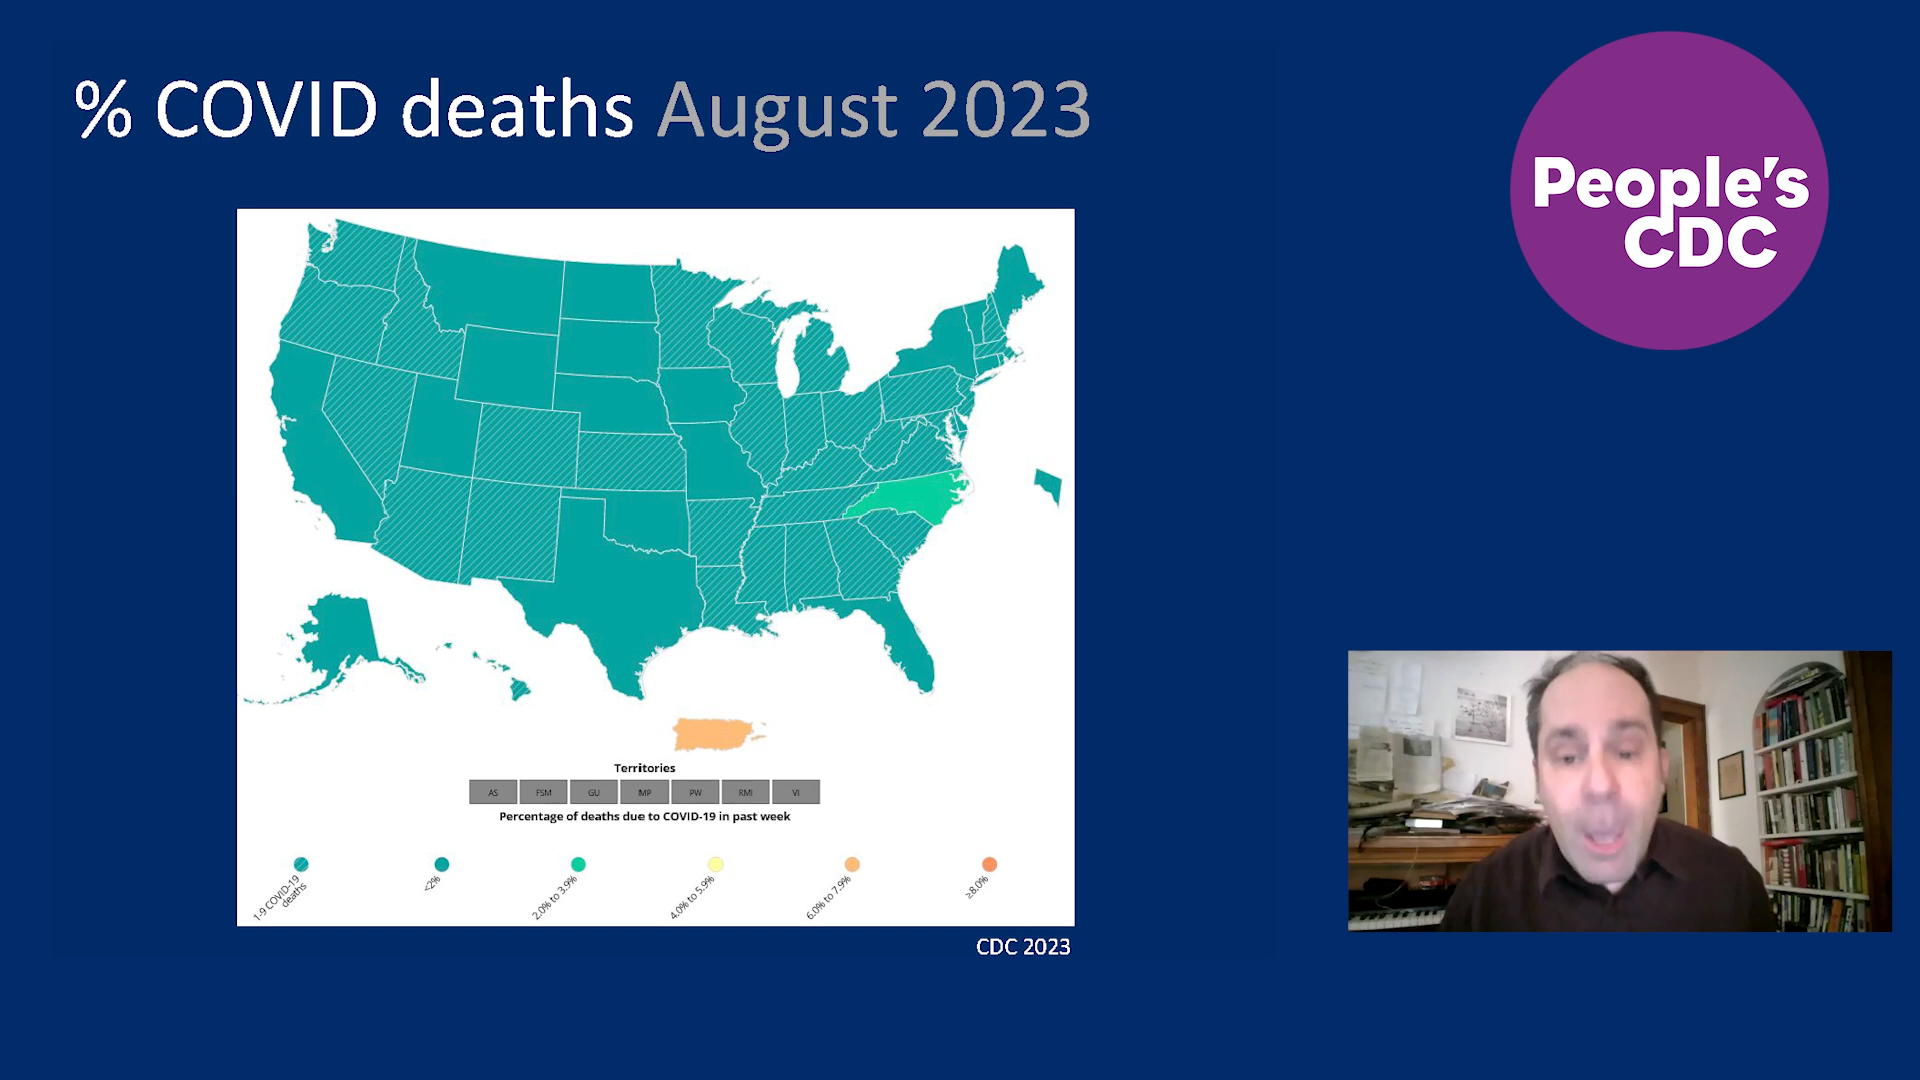 % COVID deaths August 2023
People's
CDC
Territories
AS FSM GU IMP PW RMI VI
Percentage of deaths due to COVID-19 in past week
1-9 COVID-19
deaths
<2%
2.0% to 3.9%
4.0% to 5.9%
6.0% to 7.9%
≥8.0%
CDC 2023